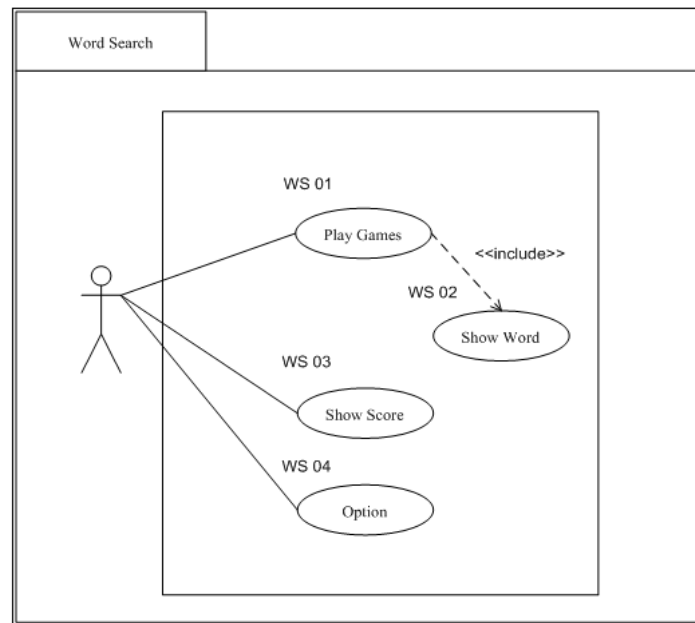 Word Search
WS 01
Play Games
<<include>>
WS 02
Show Word
WS 03
Show Score
WS 04
Option